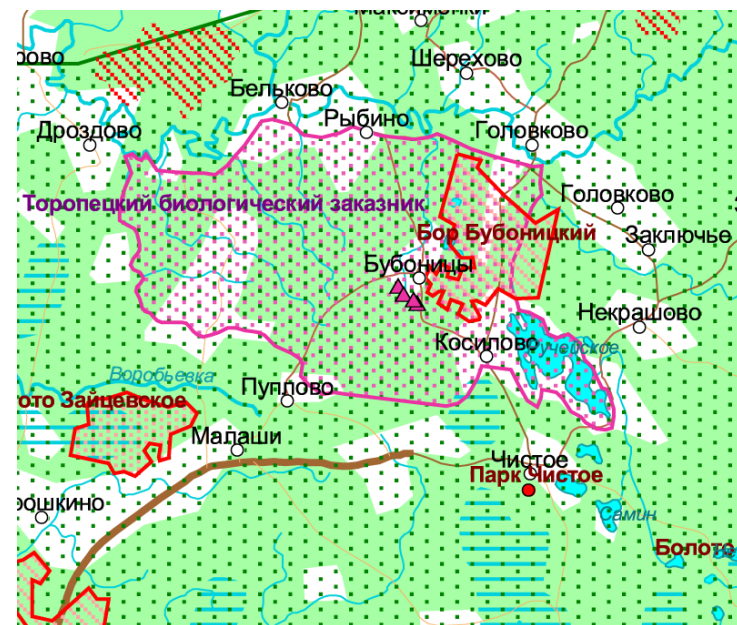 Шерехово
Бельково
Рыбино
Дроздово
Головково
Торопецкий биологический заказник
Головково
Бор Бубоницкий
Заключье
Бубоницы
Некрашово
Косилово
Воробьевка
Пуплово
Малаши
Чистое
Парк Чистое
Самин
Болото